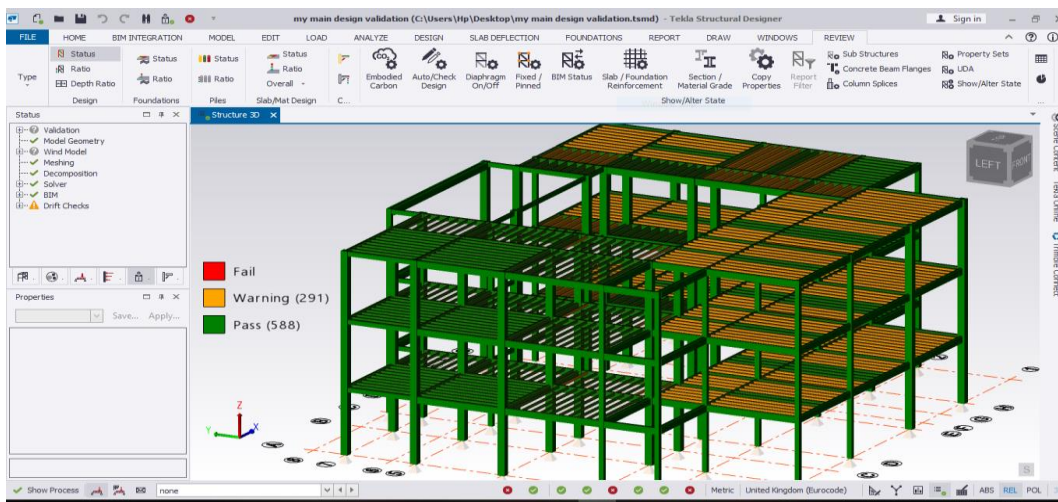 my main design validation (C:\Users\Hp\Desktop\my main design validation.tsmd) - Tekla Structural Designer
Sign in
FILE HOME BIM INTEGRATION MODEL EDIT LOAD ANALYZE DESIGN SLAB DEFLECTION FOUNDATIONS REPORT DRAW WINDOWS REVIEW
Type
Status
Ratio
Depth Ratio
Design
Status
Ratio
Foundations
Status
Ratio
Piles
Status
Ratio
Overall
Slab/Mat Design
C...
Embodied
Carbon
Auto/Check
Design
Diaphragm
On/Off
Fixed /
Pinned
BIM Status
Slab / Foundation
Reinforcement
Section /
Material Grade
Copy
Properties
Report
Filter
Sub Structures
Concrete Beam Flanges
Column Splices
Property Sets
UDA
Show/Alter State
Show/Alter State
...
Status
Validation
Model Geometry
Wind Model
Meshing
Decomposition
Solver
BIM
Drift Checks
Properties
Save... Apply...
Structure 3D
Fail
Warning (291)
Pass (588)
Z
Y
X
LEFT
FRONT
Scene Content
Tekla Online
Trimble Connect
S
Show Process
none
Metric
United Kingdom (Eurocode)
ABS REL POL